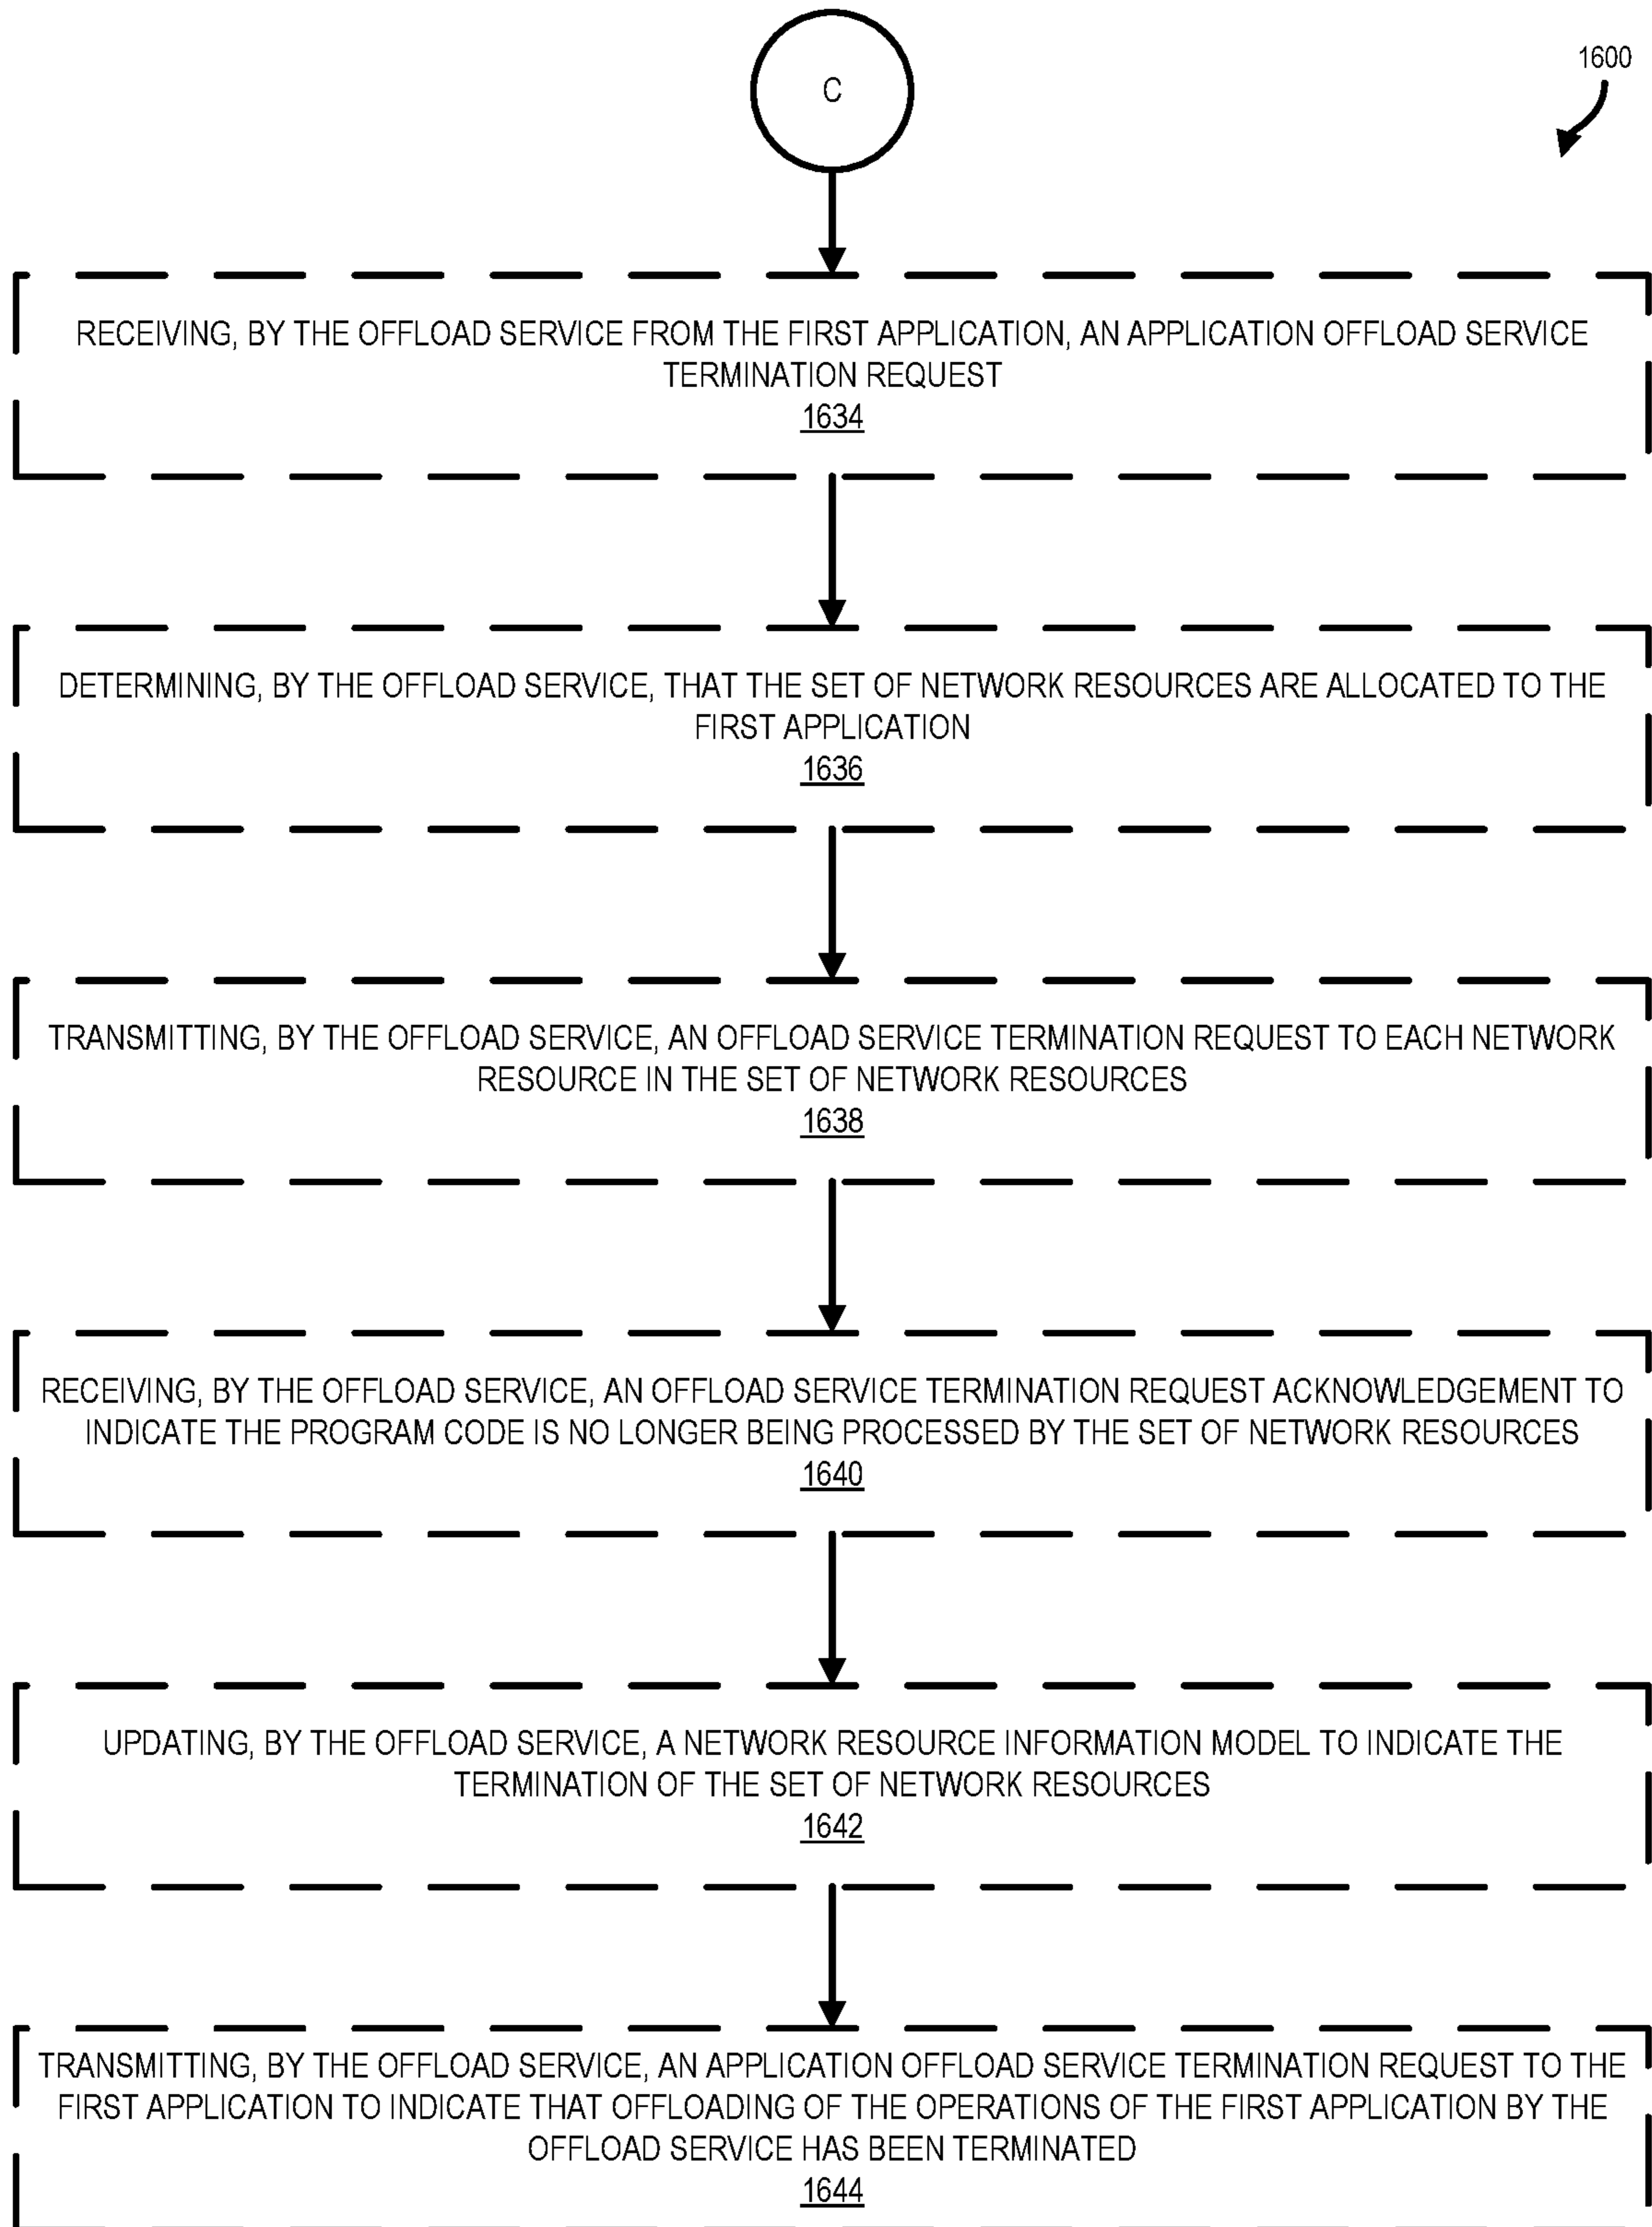 C
1600
RECEIVING, BY THE OFFLOAD SERVICE FROM THE FIRST APPLICATION, AN APPLICATION OFFLOAD SERVICE
TERMINATION REQUEST
1634
DETERMINING, BY THE OFFLOAD SERVICE, THAT THE SET OF NETWORK RESOURCES ARE ALLOCATED TO THE
FIRST APPLICATION
1636
TRANSMITTING, BY THE OFFLOAD SERVICE, AN OFFLOAD SERVICE TERMINATION REQUEST TO EACH NETWORK
RESOURCE IN THE SET OF NETWORK RESOURCES
1638
RECEIVING, BY THE OFFLOAD SERVICE, AN OFFLOAD SERVICE TERMINATION REQUEST ACKNOWLEDGEMENT TO
INDICATE THE PROGRAM CODE IS NO LONGER BEING PROCESSED BY THE SET OF NETWORK RESOURCES
1640
UPDATING, BY THE OFFLOAD SERVICE, A NETWORK RESOURCE INFORMATION MODEL TO INDICATE THE
TERMINATION OF THE SET OF NETWORK RESOURCES
1642
TRANSMITTING, BY THE OFFLOAD SERVICE, AN APPLICATION OFFLOAD SERVICE TERMINATION REQUEST TO THE
FIRST APPLICATION TO INDICATE THAT OFFLOADING OF THE OPERATIONS OF THE FIRST APPLICATION BY THE
OFFLOAD SERVICE HAS BEEN TERMINATED
1644